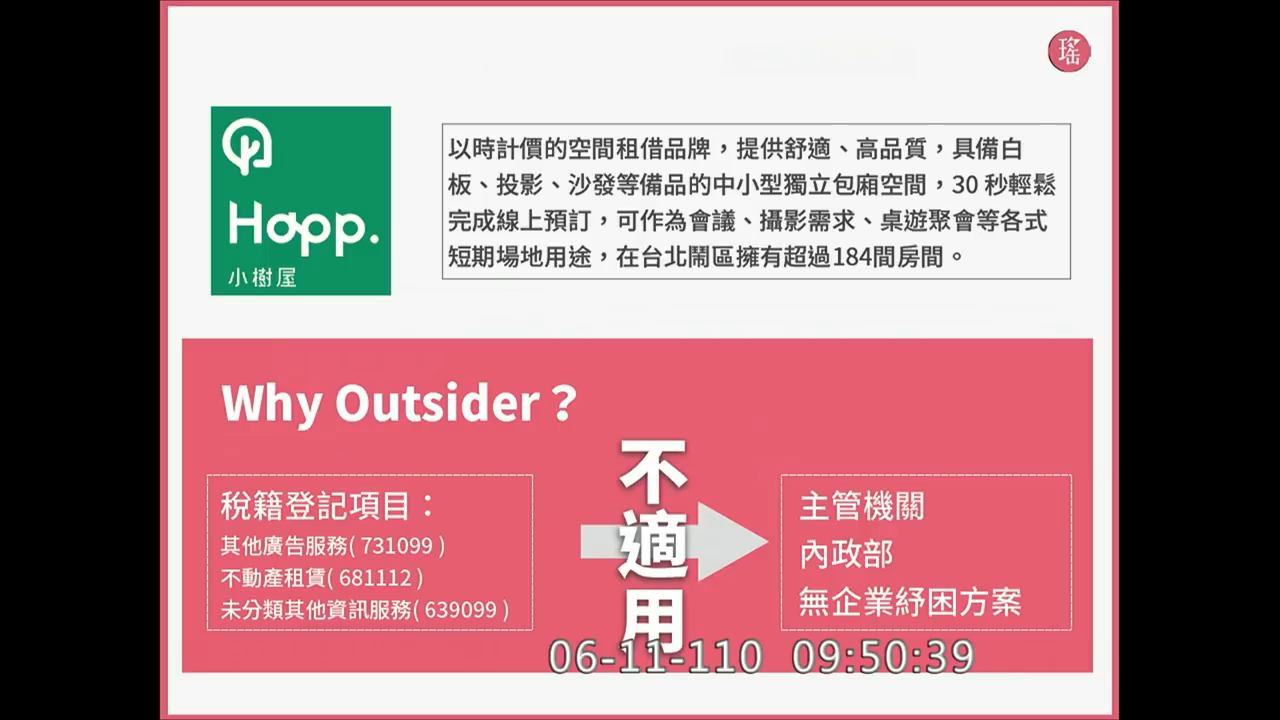 瑤
Happ.
小樹屋
以時計價的空間租借品牌，提供舒適、高品質，具備白
板、投影、沙發等備品的中小型獨立包廂空間，30 秒輕鬆
完成線上預訂，可作為會議、攝影需求、桌遊聚會等各式
短期場地用途，在台北鬧區擁有超過184間房間。
Why Outsider？
稅籍登記項目：
其他廣告服務( 731099 )
不動產租賃( 681112 )
未分類其他資訊服務( 639099 )
不適用
主管機關
內政部
無企業紓困方案
06-11-110 09:50:39